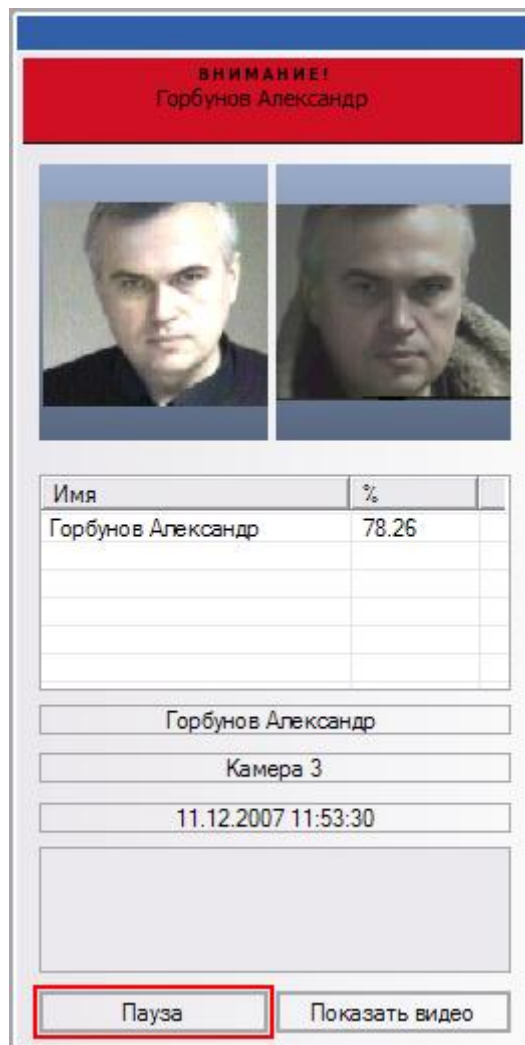 ВНИМАНИЕ!
Горбунов Александр
Имя %
Горбунов Александр 78.26
Горбунов Александр
Камера 3
11.12.2007 11:53:30
Пауза Показать видео